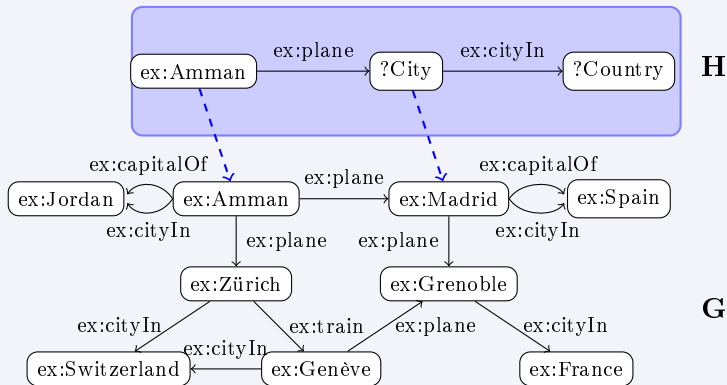 ex:plane ex:cityIn
ex:Amman ?City ?Country H
ex:capitalOf ex:plane ex:capitalOf
ex:Jordan ex:Amman ex:Madrid ex:Spain
ex:cityIn ex:cityIn
ex:plane ex:plane
ex:Zürich ex:Grenoble
G
ex:cityIn ex:train ex:plane ex:cityIn
ex:cityIn
ex:Switzerland ex:Genève ex:France